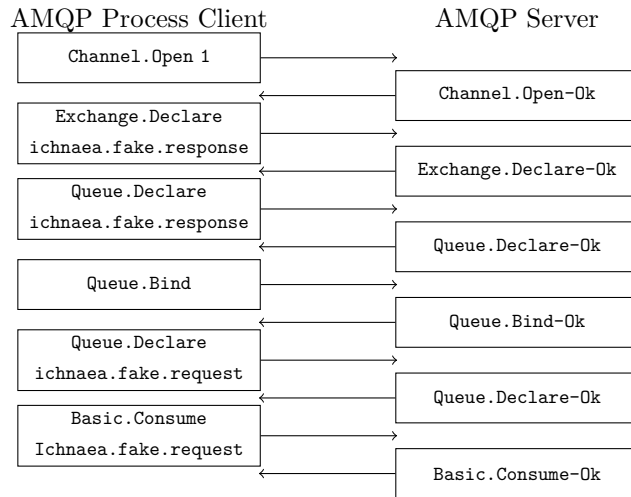 AMQP Process Client
AMQP Server
Channel.Open 1
Channel.Open-Ok
Exchange.Declare
ichnaea.fake.response
Exchange.Declare-Ok
Queue.Declare
ichnaea.fake.response
Queue.Declare-Ok
Queue.Bind
Queue.Bind-Ok
Queue.Declare
ichnaea.fake.request
Queue.Declare-Ok
Basic.Consume
Ichnaea.fake.request
Basic.Consume-Ok